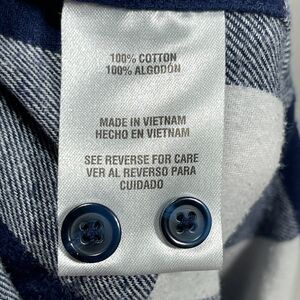 100% COTTON
100% ALGODÓN
MADE IN VIETNAM
HECHO EN VIETNAM
SEE REVERSE FOR CARE
VER AL REVERSO PARA
CUIDADO